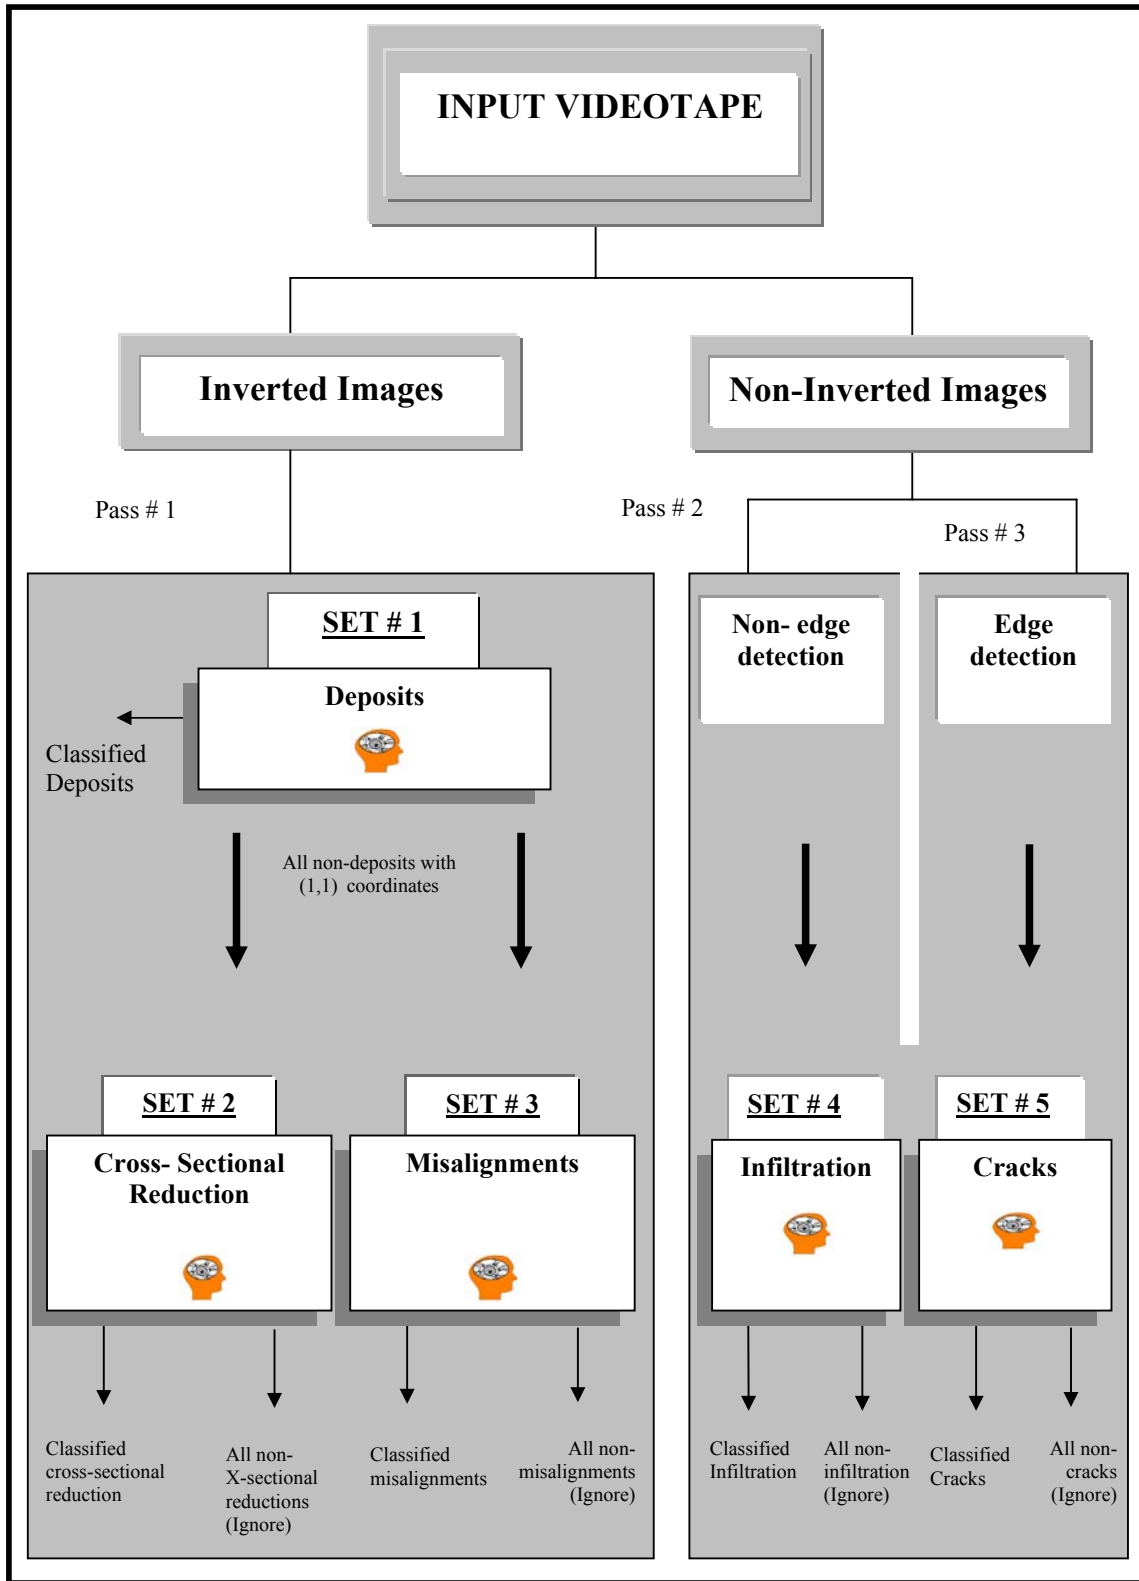 INPUT VIDEOTAPE
Inverted Images
Non-Inverted Images
Pass # 1
Pass # 2
Pass # 3
SET # 1
Deposits
Classified
Deposits
All non-deposits with
(1,1) coordinates
Non- edge
detection
Edge
detection
SET # 2
Cross- Sectional
Reduction
SET # 3
Misalignments
SET # 4
Infiltration
SET # 5
Cracks
Classified
cross-sectional
reduction
All non-
X-sectional
reductions
(Ignore)
Classified
misalignments
All non-
misalignments
(Ignore)
Classified
Infiltration
All non-
infiltration
(Ignore)
Classified
Cracks
All non-
cracks
(Ignore)